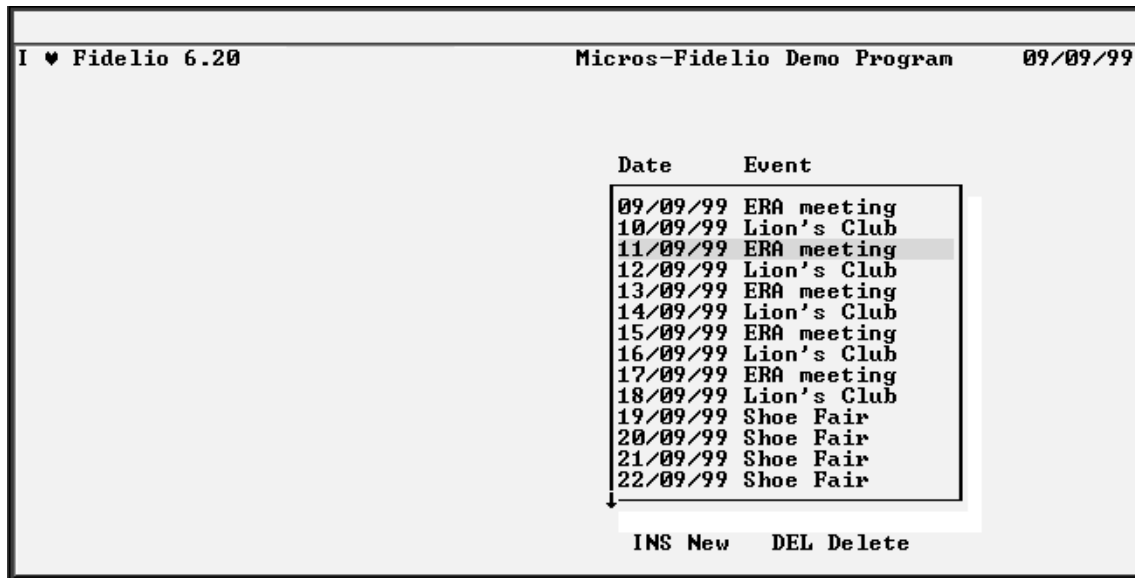 I ♥ Fidelio 6.20 Micros-Fidelio Demo Program 09/09/99
Date Event
09/09/99 ERA meeting
10/09/99 Lion's Club
11/09/99 ERA meeting
12/09/99 Lion's Club
13/09/99 ERA meeting
14/09/99 Lion's Club
15/09/99 ERA meeting
16/09/99 Lion's Club
17/09/99 ERA meeting
18/09/99 Lion's Club
19/09/99 Shoe Fair
20/09/99 Shoe Fair
21/09/99 Shoe Fair
22/09/99 Shoe Fair
INS New DEL Delete